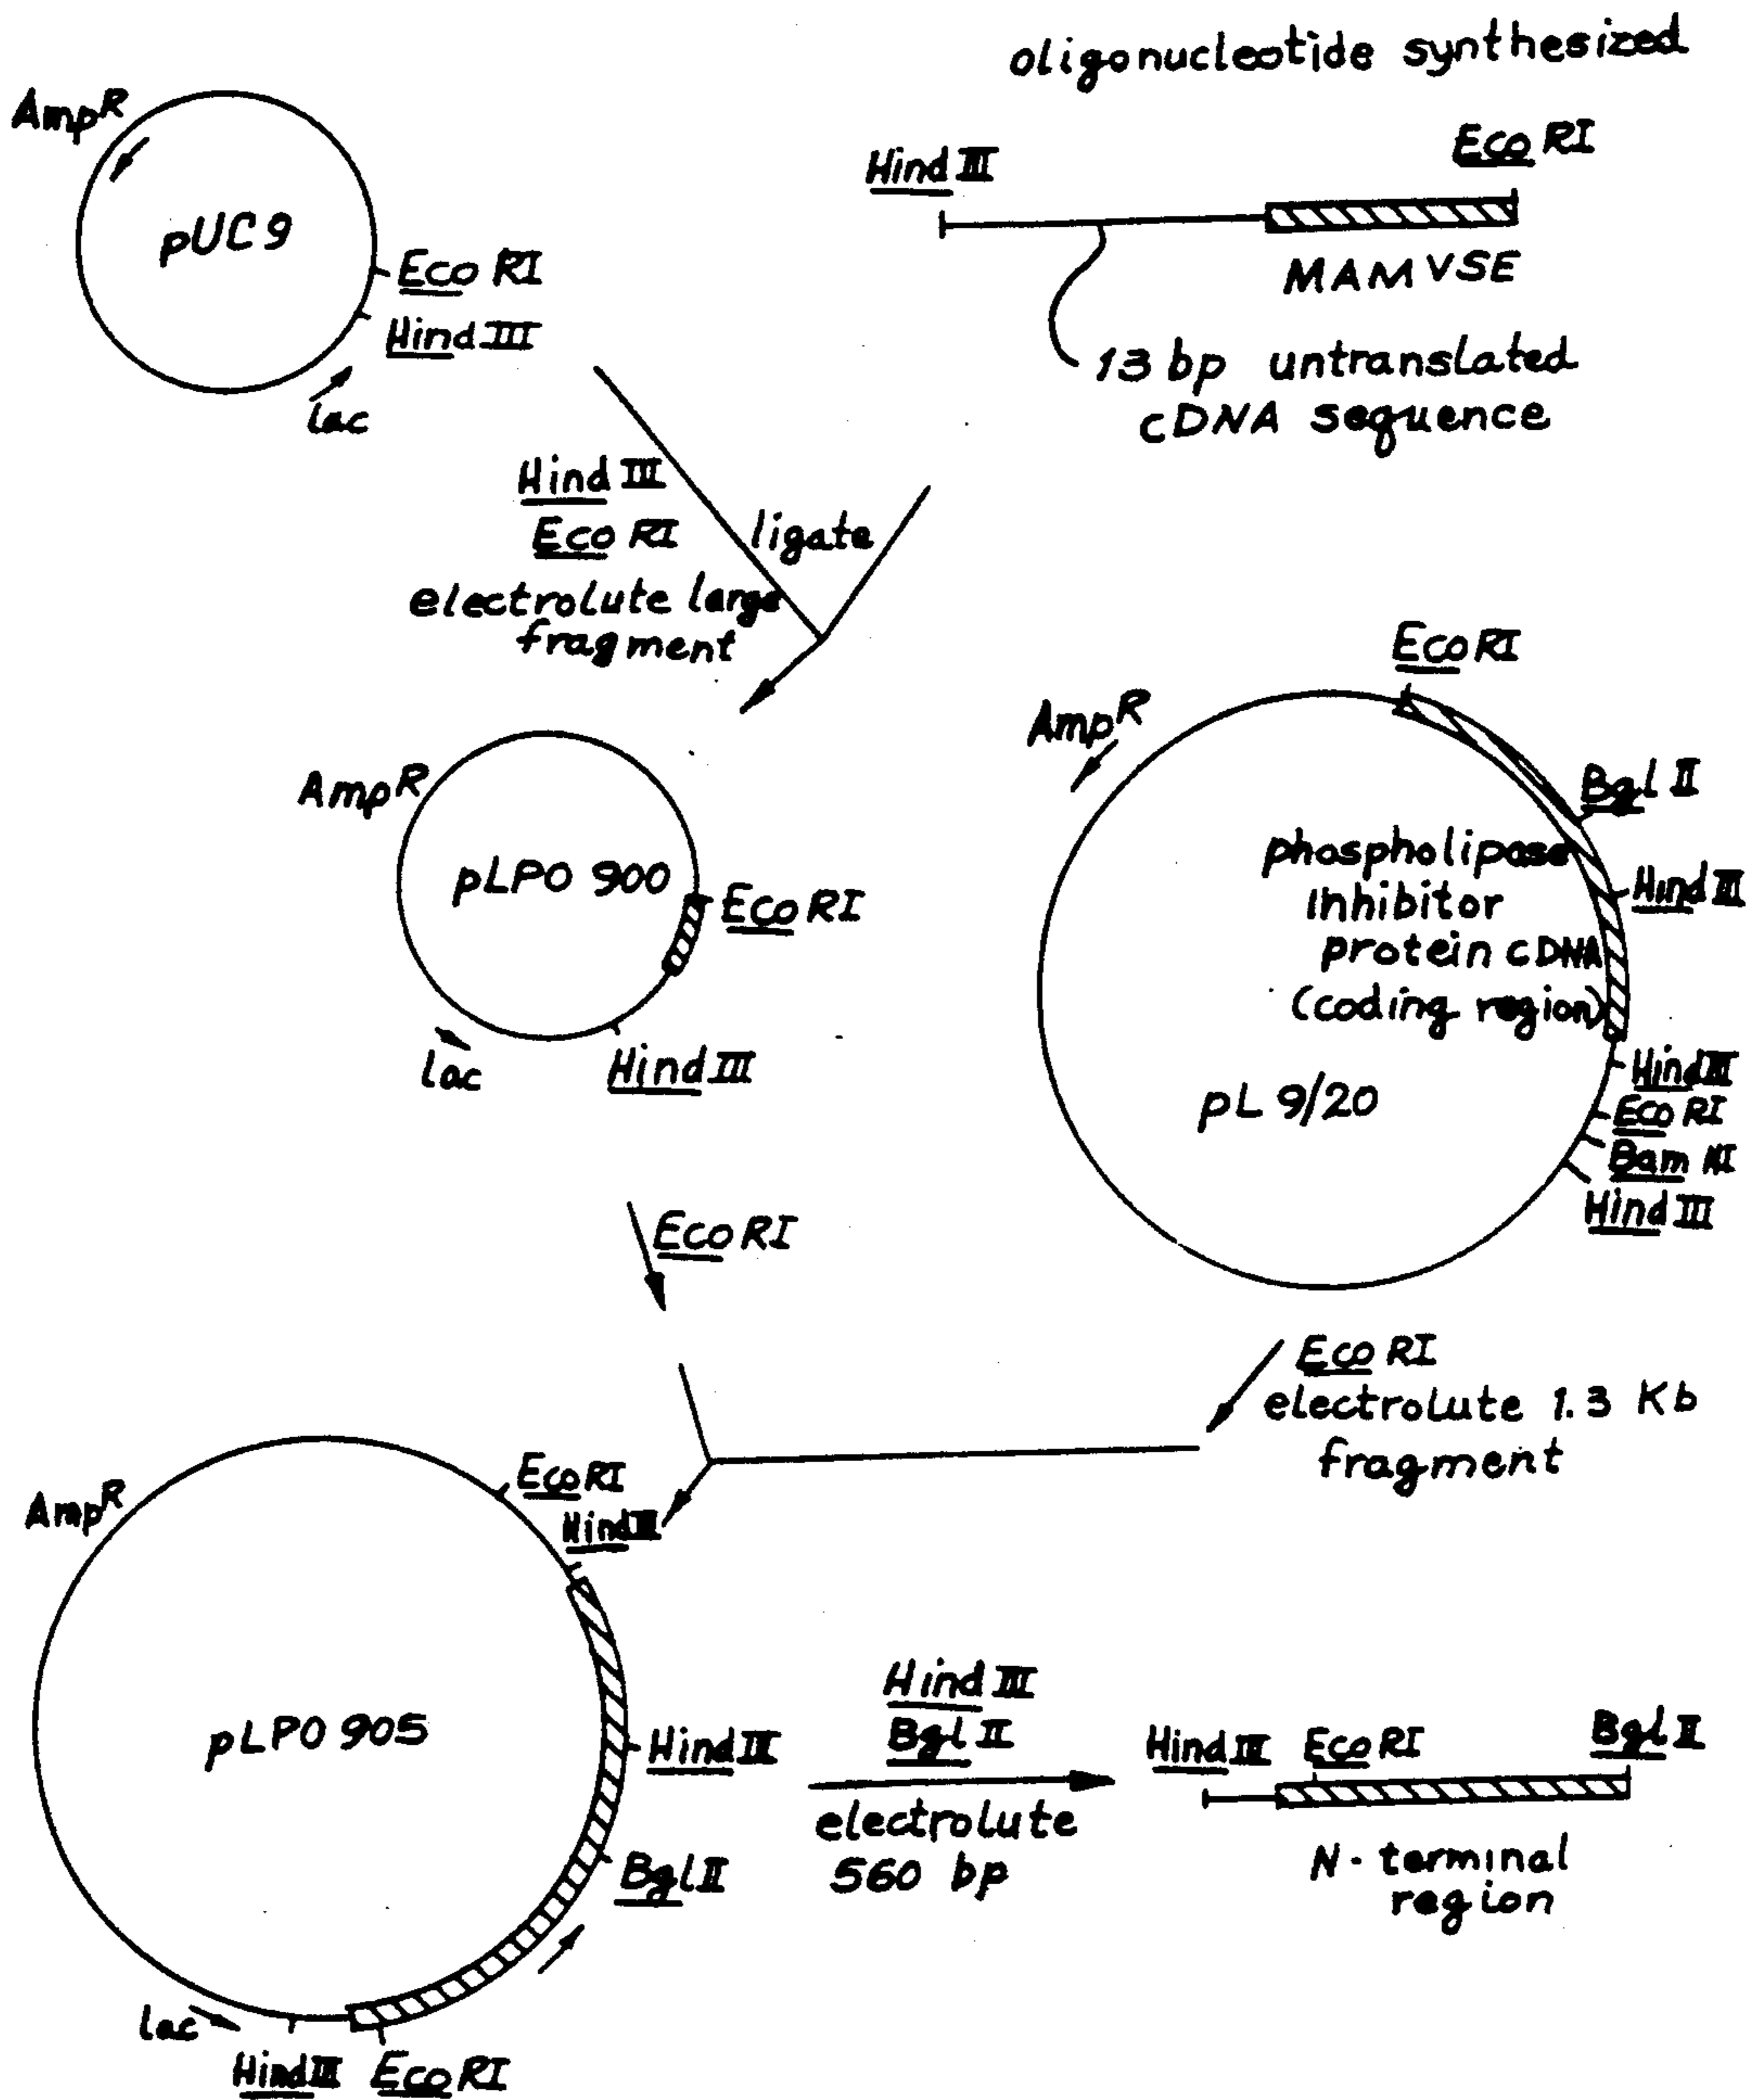 oligonucleotide synthesized
AmpR
pUC9
Eco RI
Hind III
lac
Hind III
Eco RI
MAMVSE
13 bp untranslated
cDNA sequence
Hind III
Eco RI
ligate
electrolute large
fragment
AmpR
pLPO 900
Eco RI
lac
Hind III
Eco RI
AmpR
Bgl II
phospholipase
Inhibitor
protein cDNA
(coding region)
Hind III
pL 9/20
Hind III
Eco RI
Bam HI
Hind III
Eco RI
Eco RI
electrolute 1.3 Kb
fragment
AmpR
Eco RI
Hind III
pLPO 905
Hind III
Bgl II
lac
Hind III
Eco RI
Hind III
Bgl II
electrolute
560 bp
Hind III
Eco RI
Bgl II
N-terminal
region